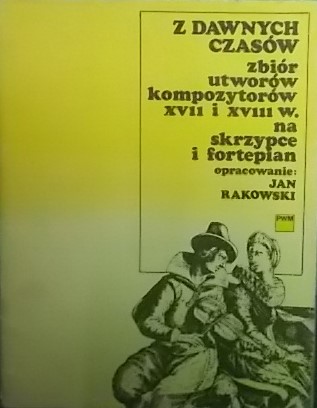 Z DAWNYCH
CZASÓW
zbiór
utworów
kompozytorów
XVII i XVIII w.
na
skrzypce
i fortepian
opracowanie:
JAN
RAKOWSKI
PWM